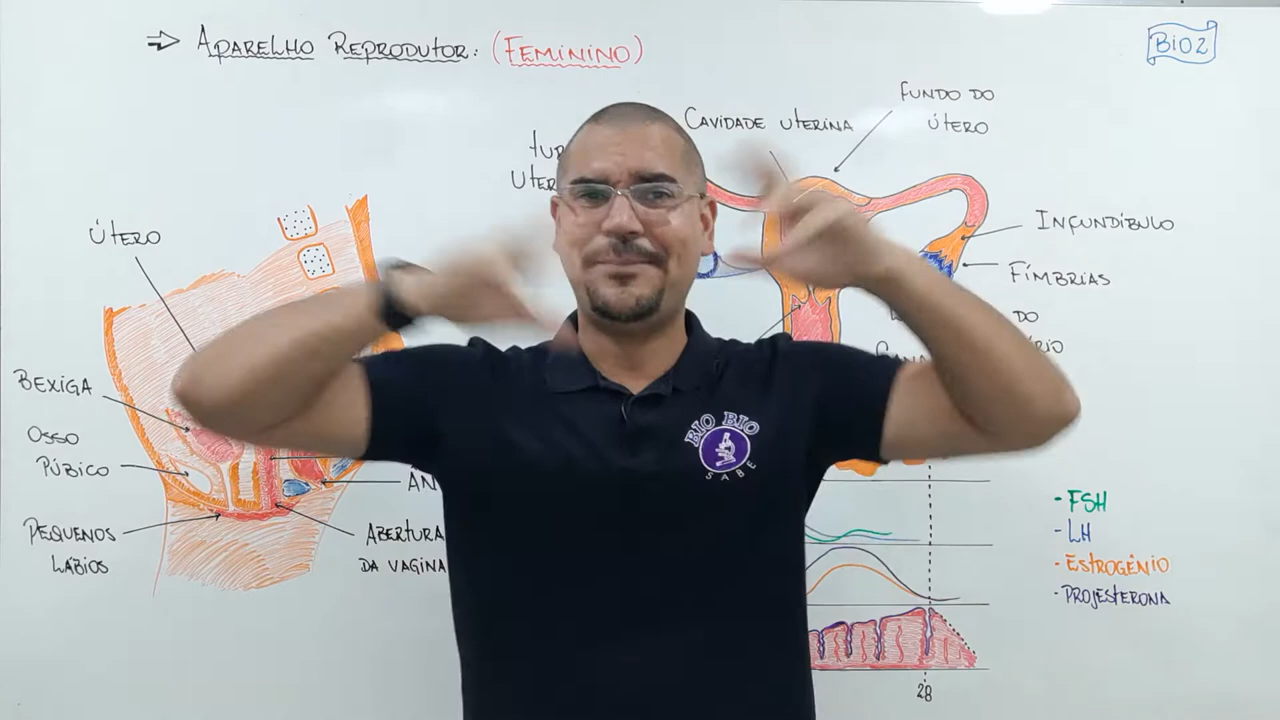 ⇒ APARELHO REPRODUTOR: (FEMININO)
BIO2
FUNDO DO
ÚTERO
CAVIDADE UTERINA
ÚTERO
INFUNDÍBULO
FÍMBRIAS
DO
BEXIGA
OSSO
PÚBICO
PEQUENOS
LÁBIOS
ABERTURA
DA VAGINA
BIO BIO
SABE
- FSH
- LH
- ESTROGÊNIO
- PROJESTERONA
28